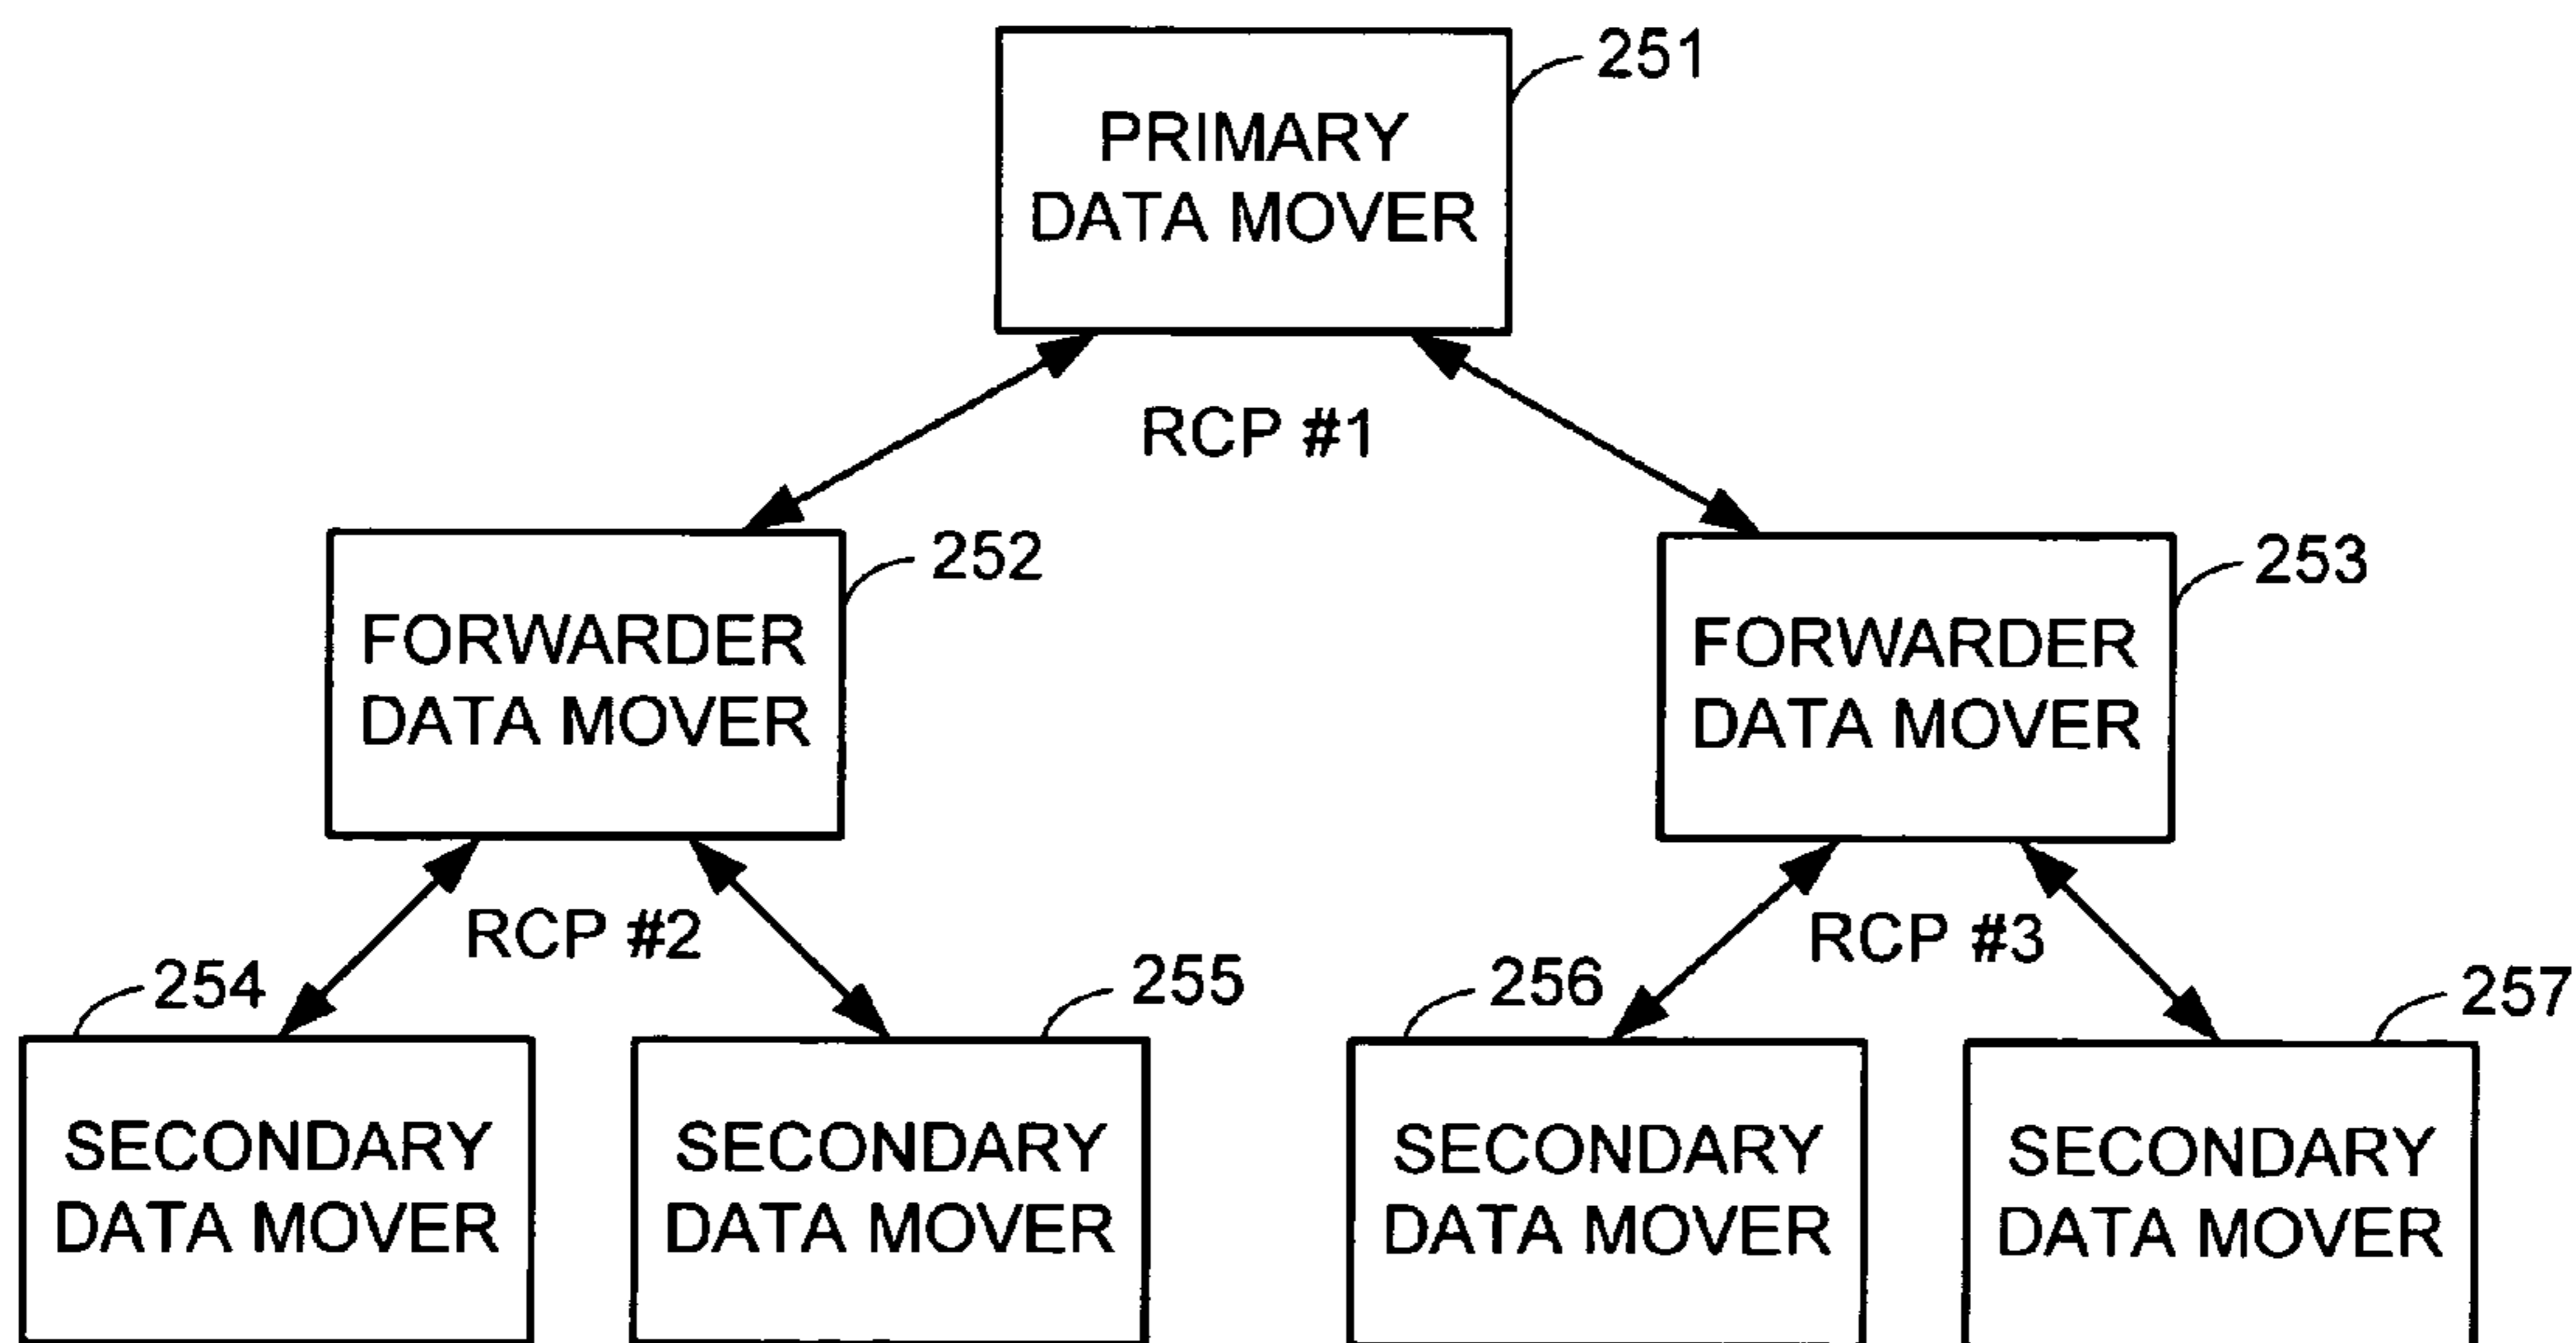 251
PRIMARY
DATA MOVER
RCP #1
252
FORWARDER
DATA MOVER
253
FORWARDER
DATA MOVER
RCP #2
RCP #3
254
SECONDARY
DATA MOVER
255
SECONDARY
DATA MOVER
256
SECONDARY
DATA MOVER
257
SECONDARY
DATA MOVER